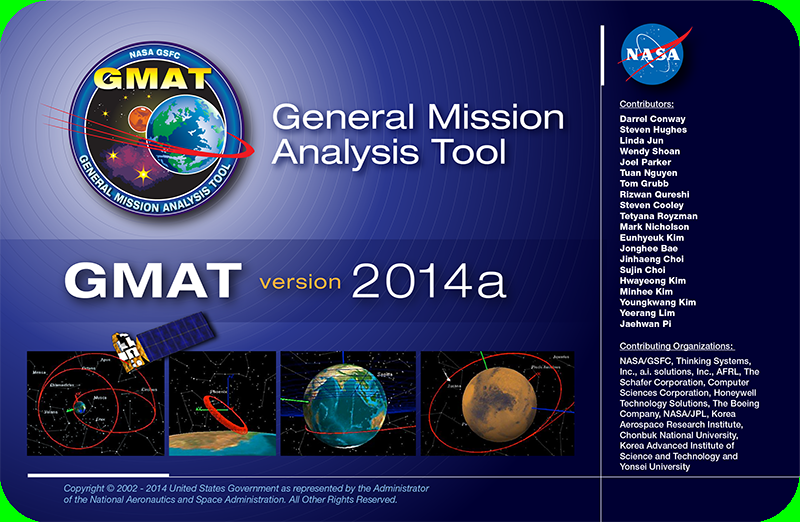 NASA GSFC
GMAT
GENERAL MISSION ANALYSIS TOOL
General Mission
Analysis Tool
GMAT version 2014a
Copyright © 2002 - 2014 United States Government as represented by the Administrator
of the National Aeronautics and Space Administration. All Other Rights Reserved.
NASA
Contributors:
Darrel Conway
Steven Hughes
Linda Jun
Wendy Shoan
Joel Parker
Tuan Nguyen
Tom Grubb
Rizwan Qureshi
Steven Cooley
Tetyana Royzman
Mark Nicholson
Eunhyeuk Kim
Jonghee Bae
Jinhaeng Choi
Sujin Choi
Hwayeong Kim
Minhee Kim
Youngkwang Kim
Yeerang Lim
Jaehwan Pi
Contributing Organizations:
NASA/GSFC, Thinking Systems,
Inc., a.i. solutions, Inc., AFRL, The
Schafer Corporation, Computer
Sciences Corporation, Honeywell
Technology Solutions, The Boeing
Company, NASA/JPL, Korea
Aerospace Research Institute,
Chonbuk National University,
Korea Advanced Institute of
Science and Technology and
Yonsei University